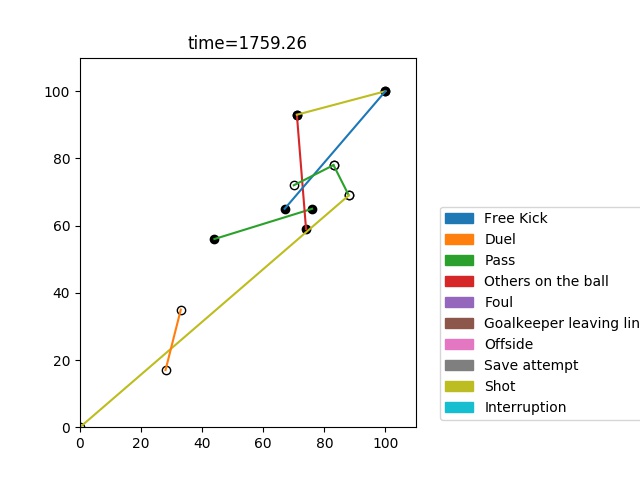 time=1759.26
100
80
60
40
20
0
0 20 40 60 80 100
Free Kick
Duel
Pass
Others on the ball
Foul
Goalkeeper leaving lin
Offside
Save attempt
Shot
Interruption